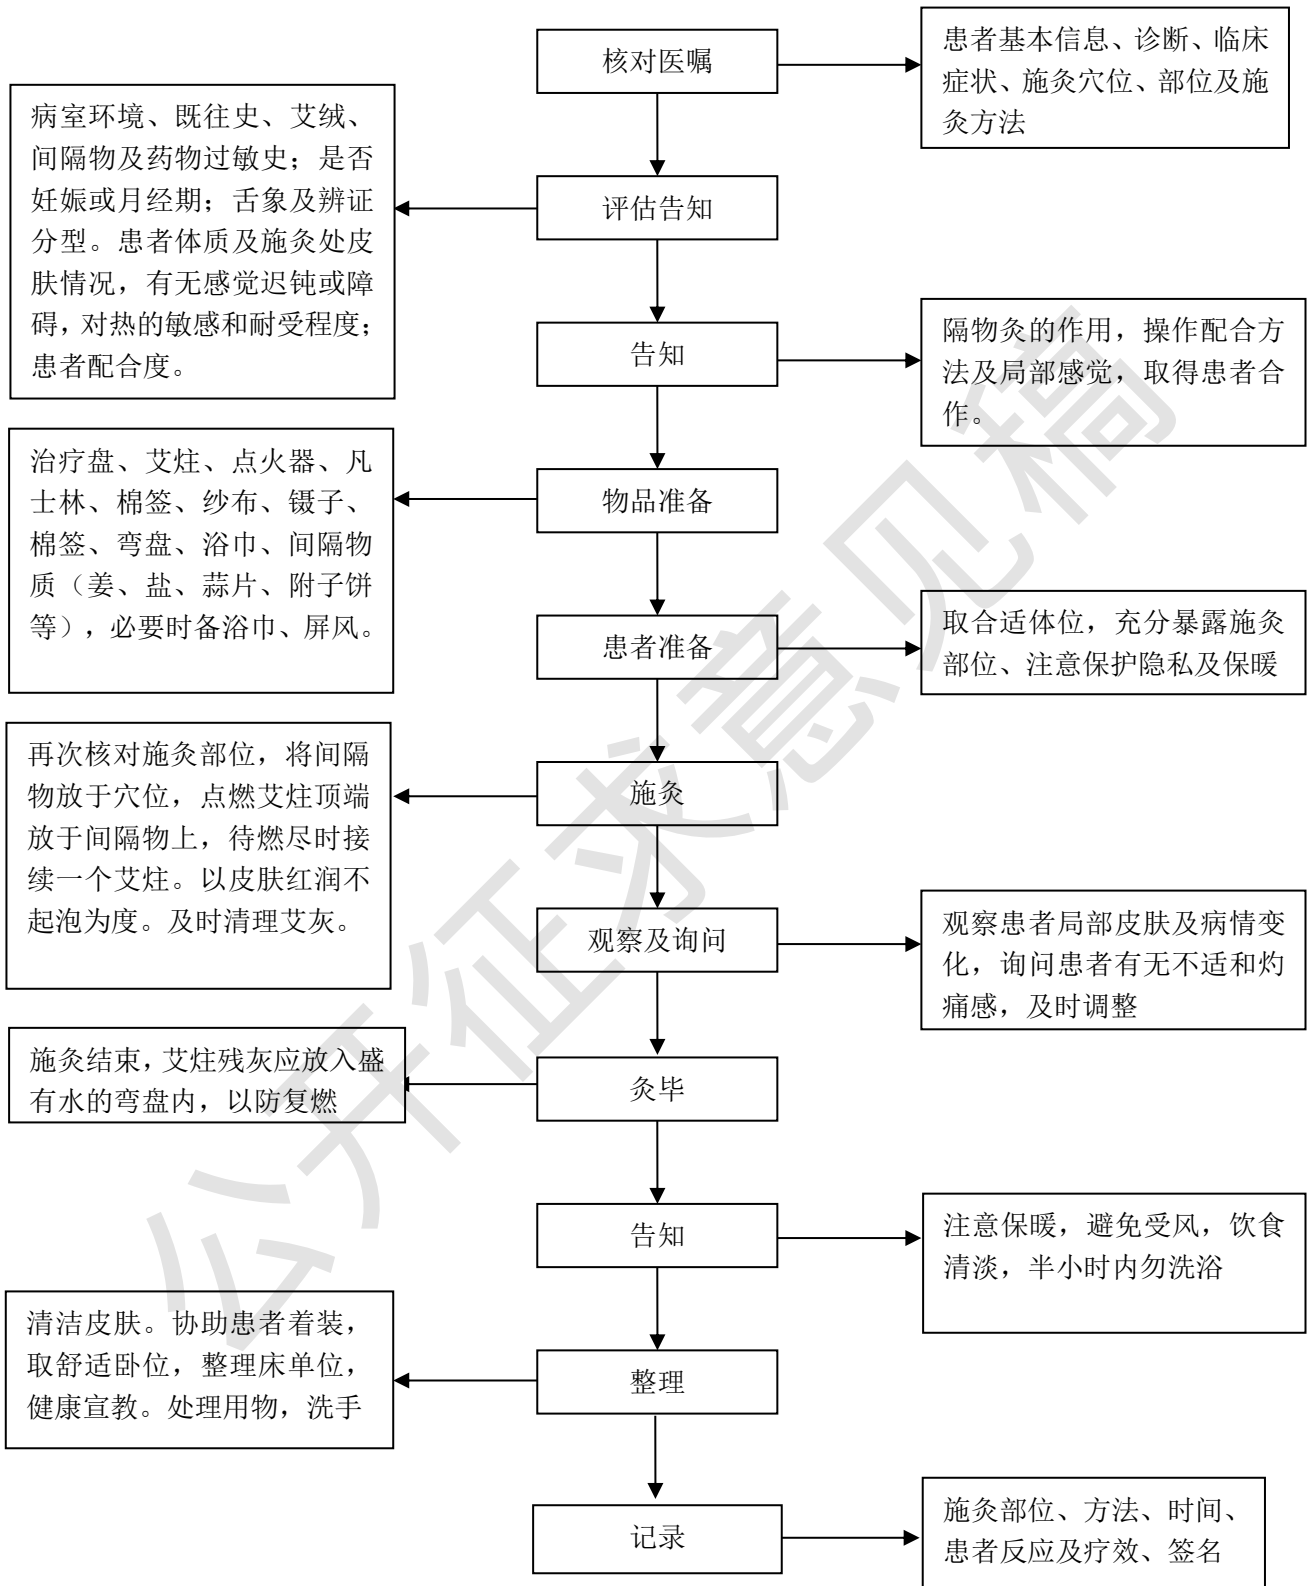 核对医嘱
患者基本信息、诊断、临床
症状、施灸穴位、部位及施
灸方法
评估告知
病室环境、既往史、艾绒、
间隔物及药物过敏史；是否
妊娠或月经期；舌象及辨证
分型。患者体质及施灸处皮
肤情况，有无感觉迟钝或障
碍，对热的敏感和耐受程度；
患者配合度。
告知
隔物灸的作用，操作配合方
法及局部感觉，取得患者合
作。
物品准备
治疗盘、艾炷、点火器、凡
士林、棉签、纱布、镊子、
棉签、弯盘、浴巾、间隔物
质（姜、盐、蒜片、附子饼
等），必要时备浴巾、屏风。
患者准备
取合适体位，充分暴露施灸
部位、注意保护隐私及保暖
施灸
再次核对施灸部位，将间隔
物放于穴位，点燃艾炷顶端
放于间隔物上，待燃尽时接
续一个艾炷。以皮肤红润不
起泡为度。及时清理艾灰。
观察及询问
观察患者局部皮肤及病情变
化，询问患者有无不适和灼
痛感，及时调整
灸毕
施灸结束，艾炷残灰应放入盛
有水的弯盘内，以防复燃
告知
注意保暖，避免受风，饮食
清淡，半小时内勿洗浴
整理
清洁皮肤。协助患者着装，
取舒适卧位，整理床单位，
健康宣教。处理用物，洗手
记录
施灸部位、方法、时间、
患者反应及疗效、签名
公开征求意见稿